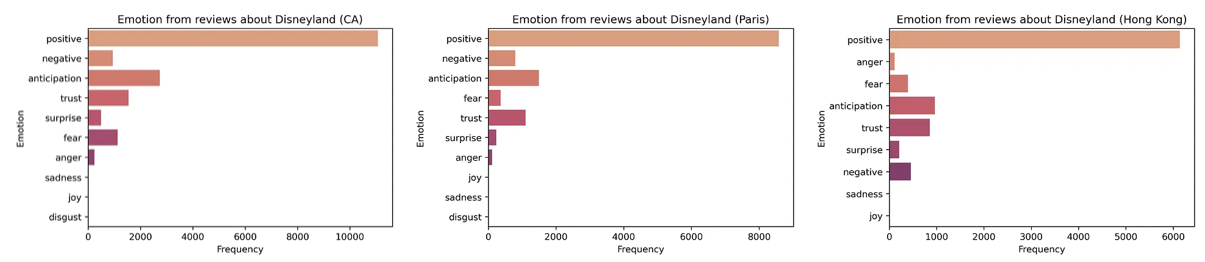 Emotion from reviews about Disneyland (CA)
Emotion
positive
negative
anticipation
trust
surprise
fear
anger
sadness
joy
disgust
0 2000 4000 6000 8000 10000
Frequency
Emotion from reviews about Disneyland (Paris)
Emotion
positive
negative
anticipation
fear
trust
surprise
anger
joy
sadness
disgust
0 2000 4000 6000 8000
Frequency
Emotion from reviews about Disneyland (Hong Kong)
Emotion
positive
anger
fear
anticipation
trust
surprise
negative
sadness
joy
0 1000 2000 3000 4000 5000 6000
Frequency